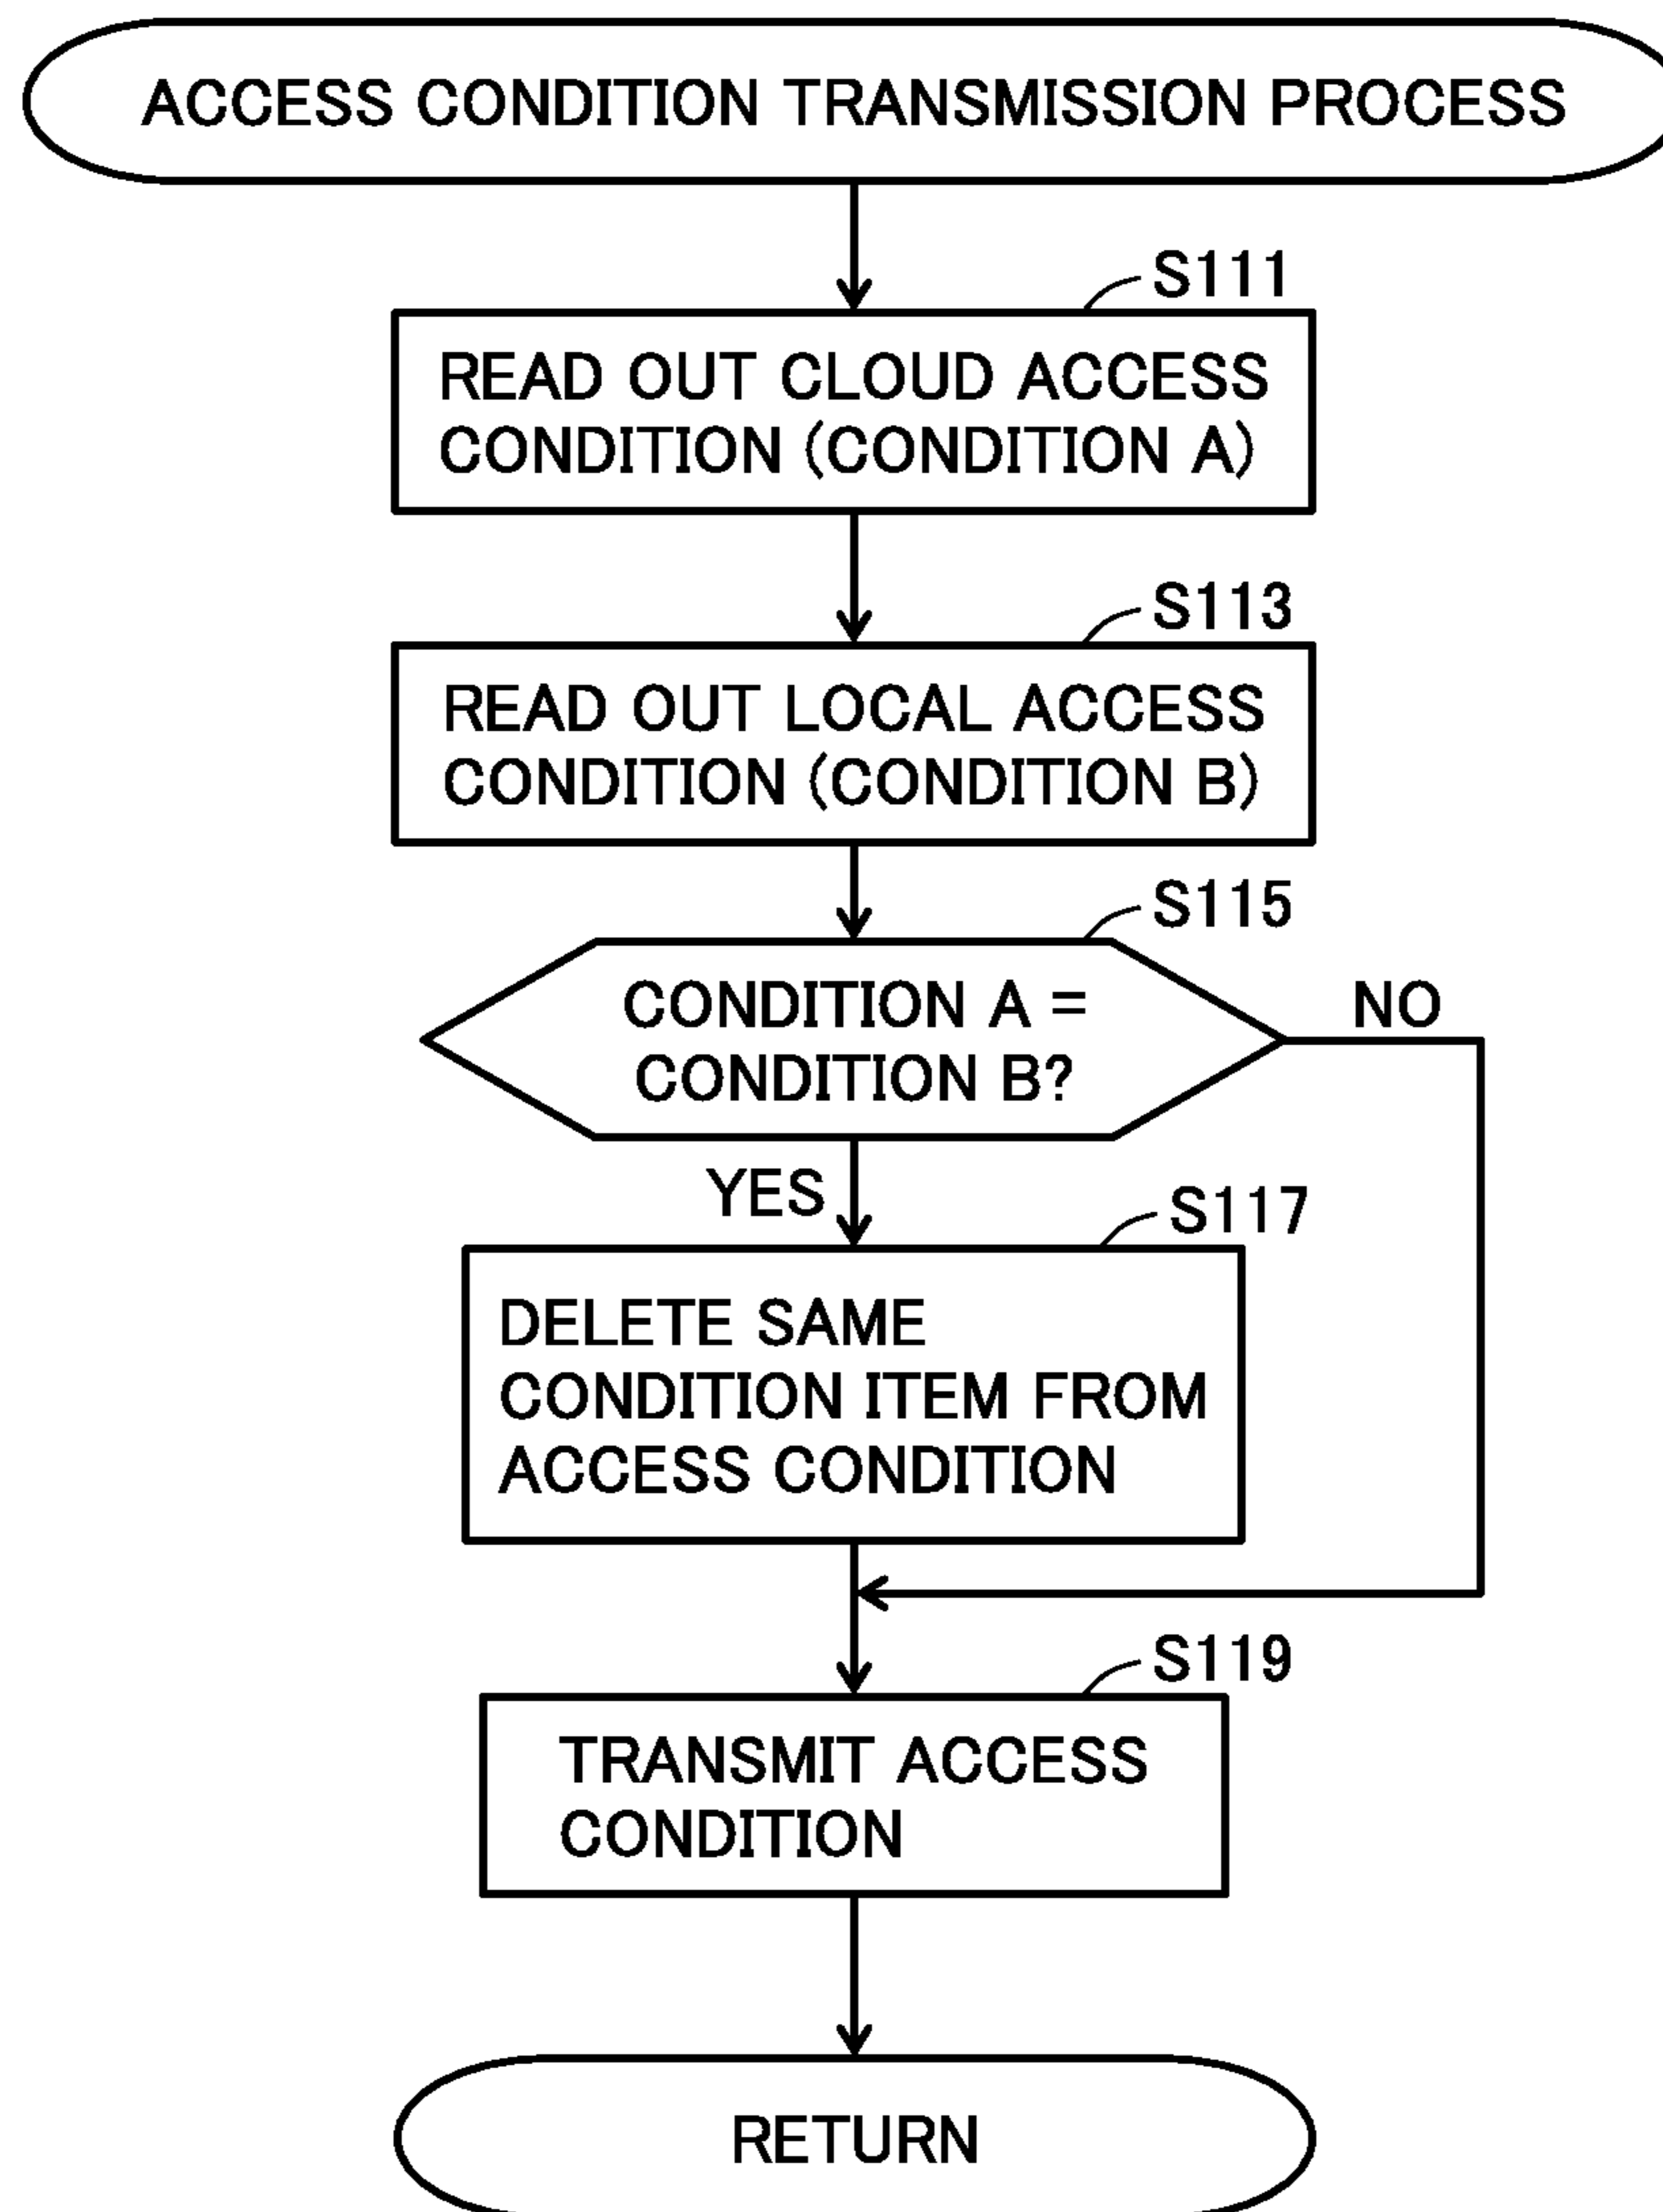 ACCESS CONDITION TRANSMISSION PROCESS
S111
READ OUT CLOUD ACCESS
CONDITION (CONDITION A)
S113
READ OUT LOCAL ACCESS
CONDITION (CONDITION B)
S115
CONDITION A =
CONDITION B?
NO
YES
S117
DELETE SAME
CONDITION ITEM FROM
ACCESS CONDITION
S119
TRANSMIT ACCESS
CONDITION
RETURN